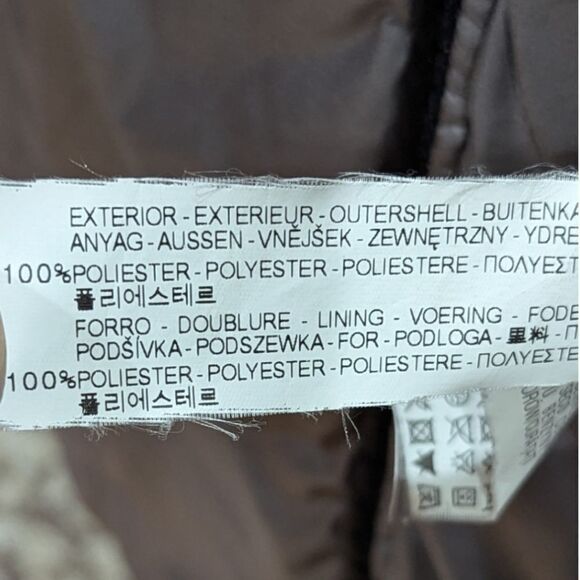 EXTERIOR - EXTERIEUR - OUTERSHELL - BUITENKA
ANYAG - AUSSEN - VNĚJŠEK - ZEWNĘTRZNY - YDRE
100% POLIESTER - POLYESTER - POLIESTERE - ΠΟΛΥΕΣΤ
폴리에스테르
FORRO - DOUBLURE - LINING - VOERING - FODE
PODŠÍVKA - PODSZEWKA - FOR - PODLOGA - 里料 - П
100% POLIESTER - POLYESTER - POLIESTERE - ΠΟΛΥΕΣΤΕ
폴리에스테르